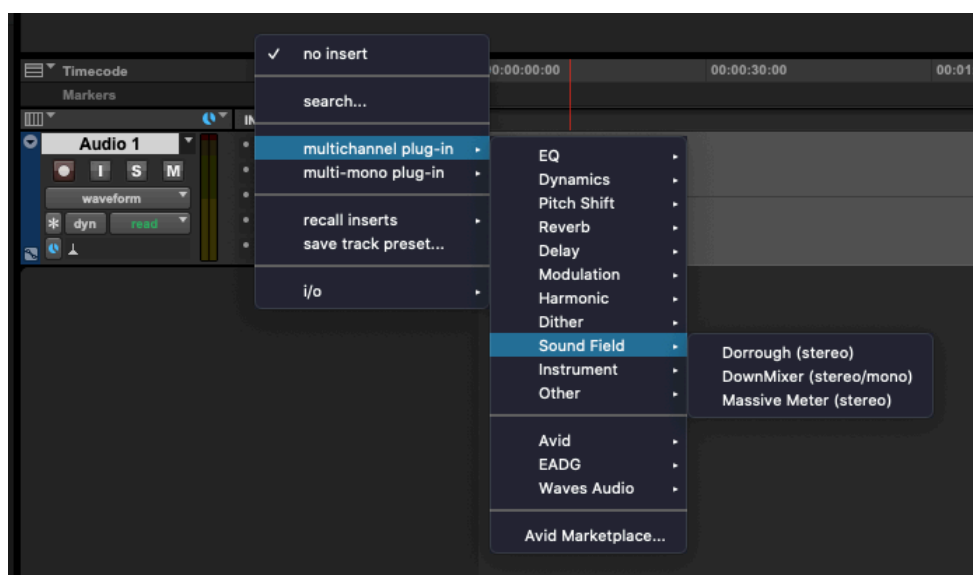 ✓ no insert
Timecode
0:00:00:00
00:00:30:00
00:01
Markers
search...
IN
Audio 1
I S M
waveform
dyn read
multichannel plug-in
multi-mono plug-in
recall inserts
save track preset...
i/o
EQ
Dynamics
Pitch Shift
Reverb
Delay
Modulation
Harmonic
Dither
Sound Field
Instrument
Other
Avid
EADG
Waves Audio
Avid Marketplace...
Dorrough (stereo)
DownMixer (stereo/mono)
Massive Meter (stereo)